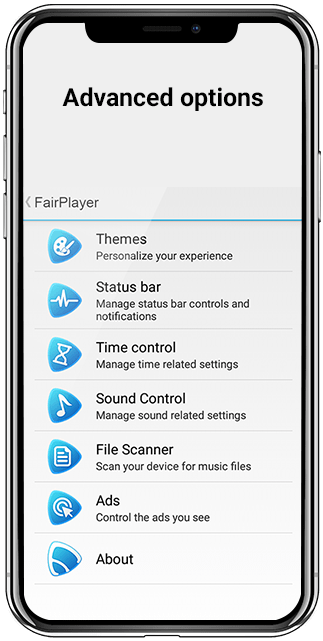 Advanced options
FairPlayer
Themes
Personalize your experience
Status bar
Manage status bar controls and
notifications
Time control
Manage time related settings
Sound Control
Manage sound related settings
File Scanner
Scan your device for music files
Ads
Control the ads you see
About